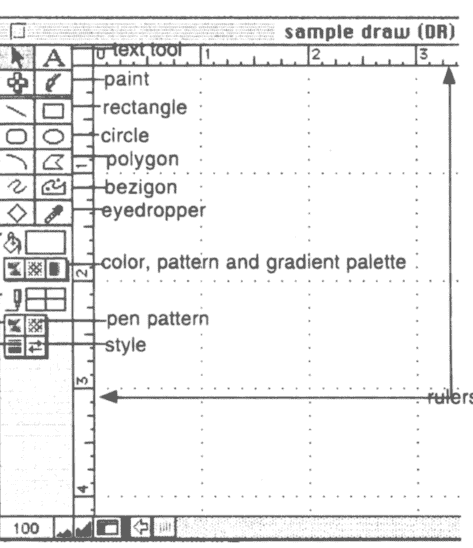 sample draw (DR)
A text tool
0 1 2 3
paint
rectangle
circle
polygon
1
bezigon
eyedropper
color, pattern and gradient palette
2
pen pattern
style
3
rulers
4
100